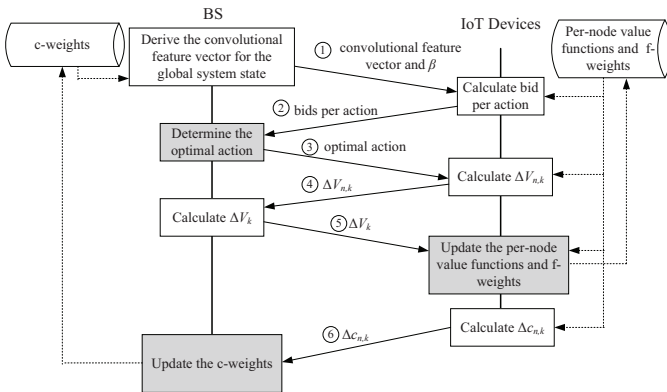 BS
IoT Devices
c-weights
Derive the convolutional
feature vector for the
global system state
① convolutional feature
vector and β
Per-node value
functions and f-
weights
Calculate bid
per action
② bids per action
Determine the
optimal action
③ optimal action
Calculate ΔV_{n,k}
④ ΔV_{n,k}
Calculate ΔV_k
⑤ ΔV_k
Update the per-node
value functions and f-
weights
Calculate Δc_{n,k}
⑥ Δc_{n,k}
Update the c-weights